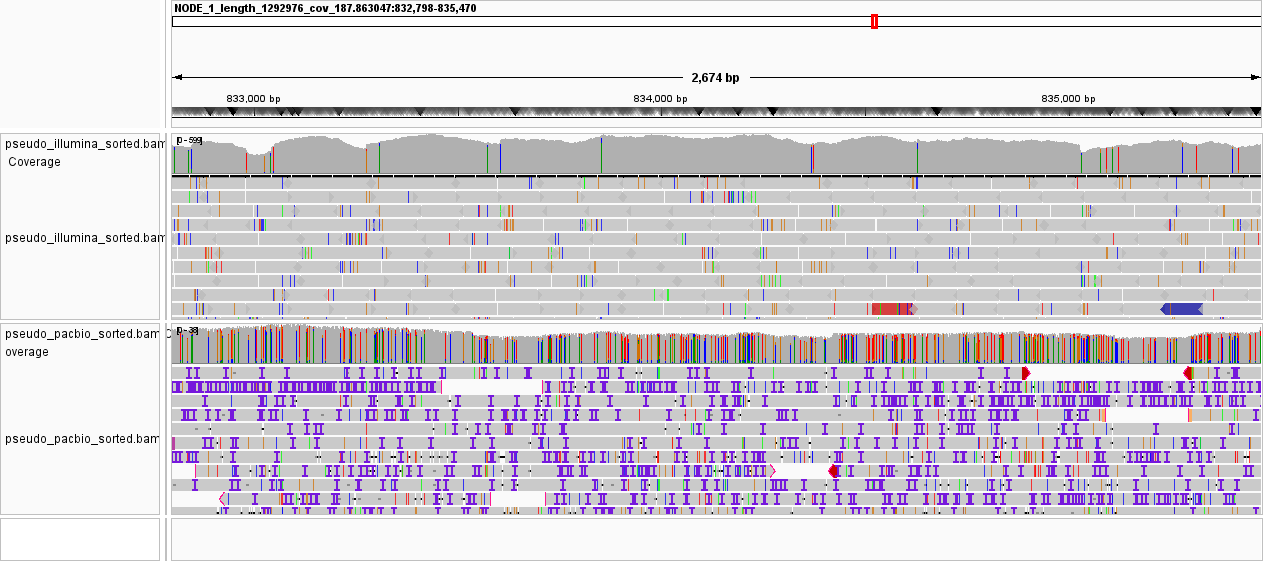 NODE_1_length_1292976_cov_187.863047:832,798-835,470
2,674 bp
833,000 bp
834,000 bp
835,000 bp
pseudo_illumina_sorted.bam
[0-599]
Coverage
pseudo_illumina_sorted.bam
pseudo_pacbio_sorted.bam
[0-38]
overage
pseudo_pacbio_sorted.bam